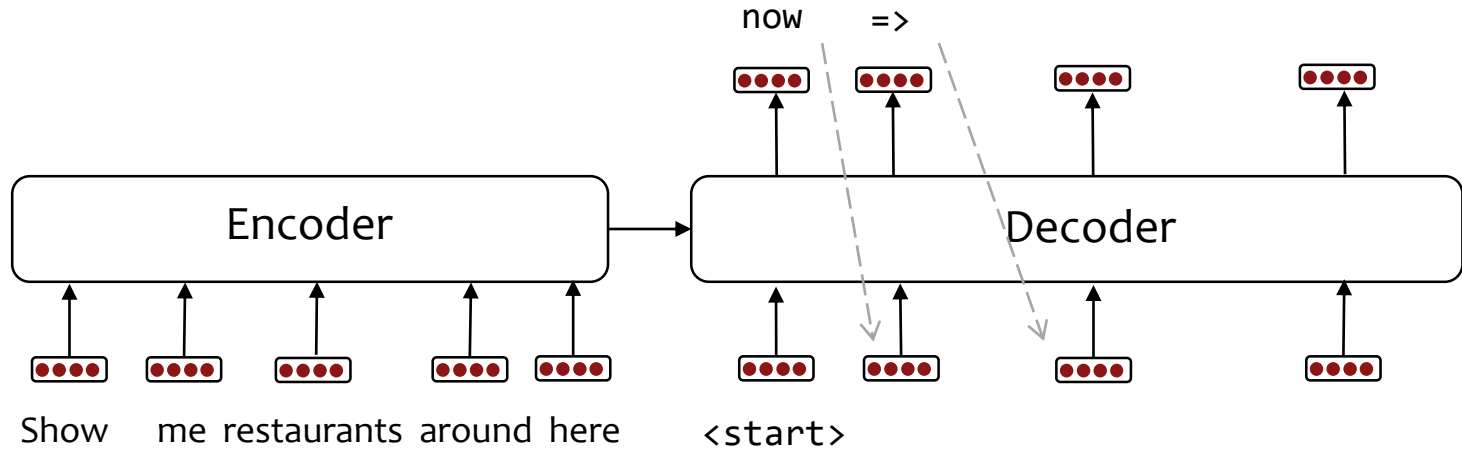 now =>
Encoder
Decoder
Show me restaurants around here
<start>